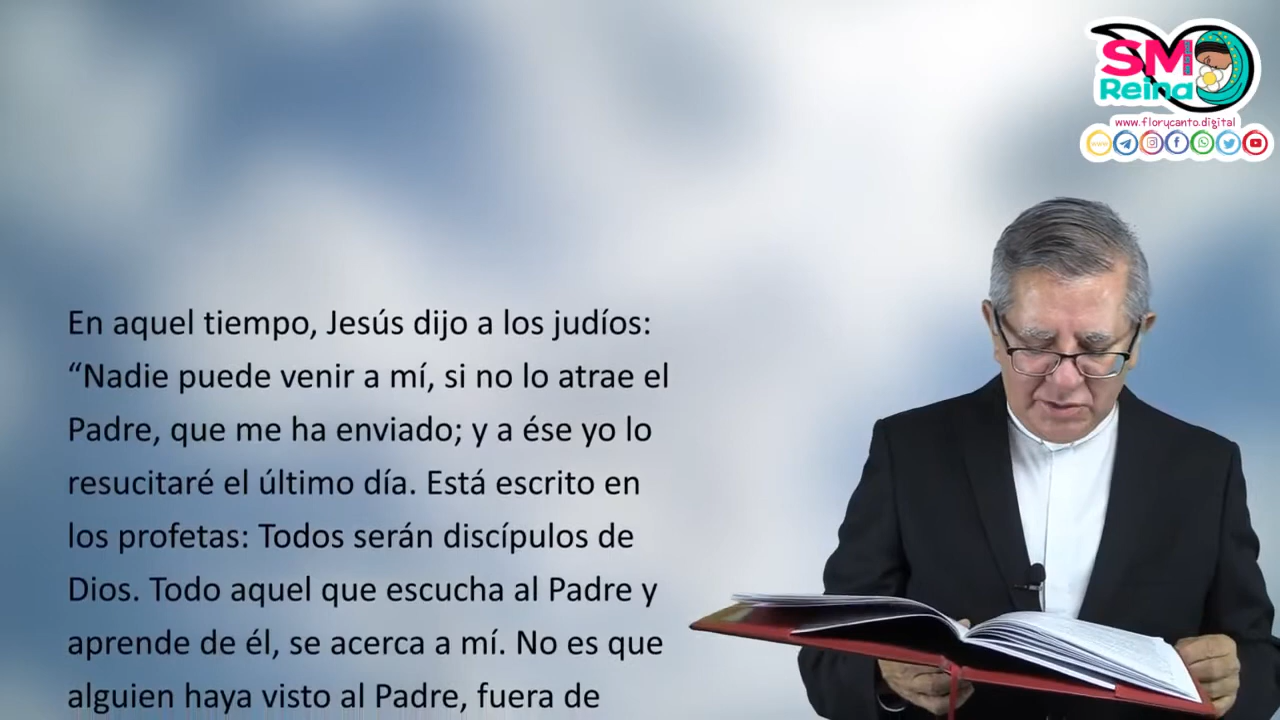 SM
Reina
www.florycanto.digital
En aquel tiempo, Jesús dijo a los judíos:
“Nadie puede venir a mí, si no lo atrae el
Padre, que me ha enviado; y a ése yo lo
resucitaré el último día. Está escrito en
los profetas: Todos serán discípulos de
Dios. Todo aquel que escucha al Padre y
aprende de él, se acerca a mí. No es que
alguien haya visto al Padre, fuera de